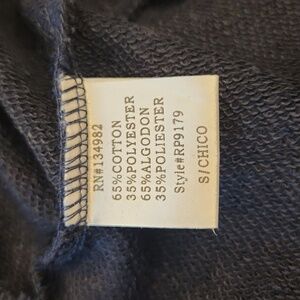 RN#134982
65%COTTON
35%POLYESTER
65%ALGODON
35%POLIESTER
Style#RP9179
S/CHICO